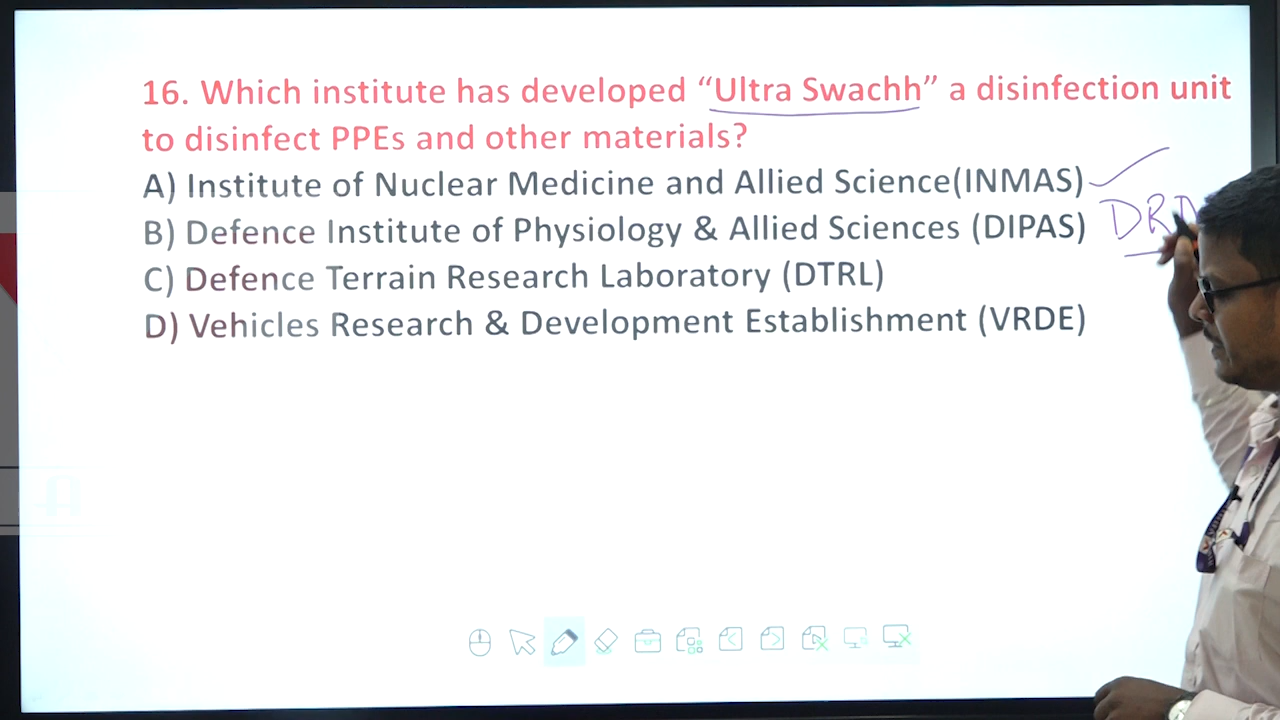 16. Which institute has developed “Ultra Swachh” a disinfection unit
to disinfect PPEs and other materials?
A) Institute of Nuclear Medicine and Allied Science(INMAS)
B) Defence Institute of Physiology & Allied Sciences (DIPAS)
DRD
C) Defence Terrain Research Laboratory (DTRL)
D) Vehicles Research & Development Establishment (VRDE)